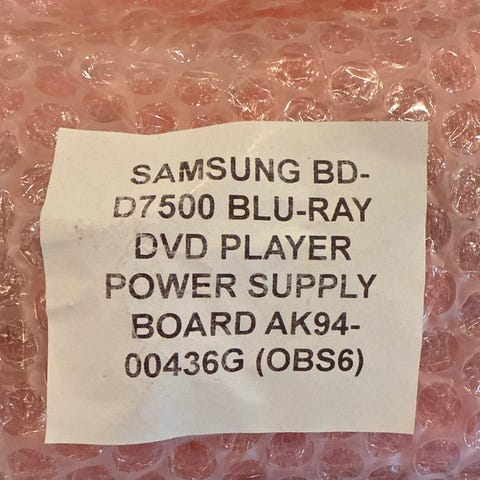 SAMSUNG BD-
D7500 BLU-RAY
DVD PLAYER
POWER SUPPLY
BOARD AK94-
00436G (OBS6)